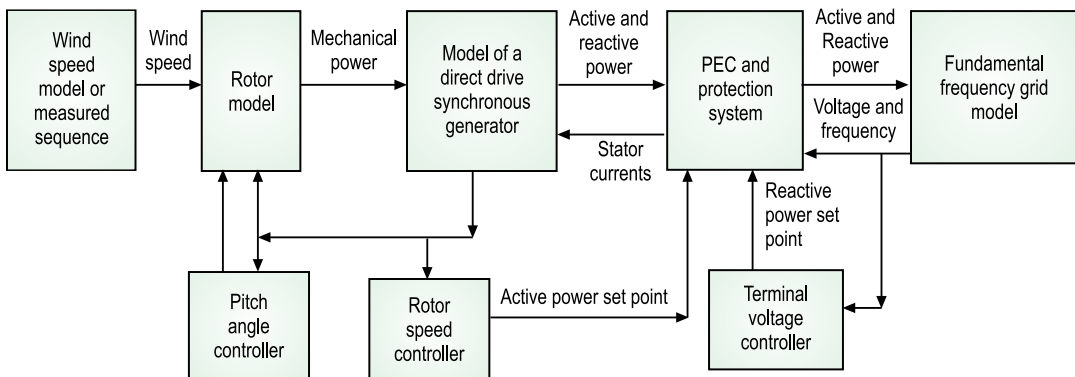 Wind
speed
model or
measured
sequence
Wind
speed
Rotor
model
Mechanical
power
Model of a
direct drive
synchronous
generator
Active and
reactive
power
Stator
currents
PEC and
protection
system
Active and
Reactive
power
Voltage and
frequency
Fundamental
frequency grid
model
Reactive
power set
point
Pitch
angle
controller
Rotor
speed
controller
Active power set point
Terminal
voltage
controller